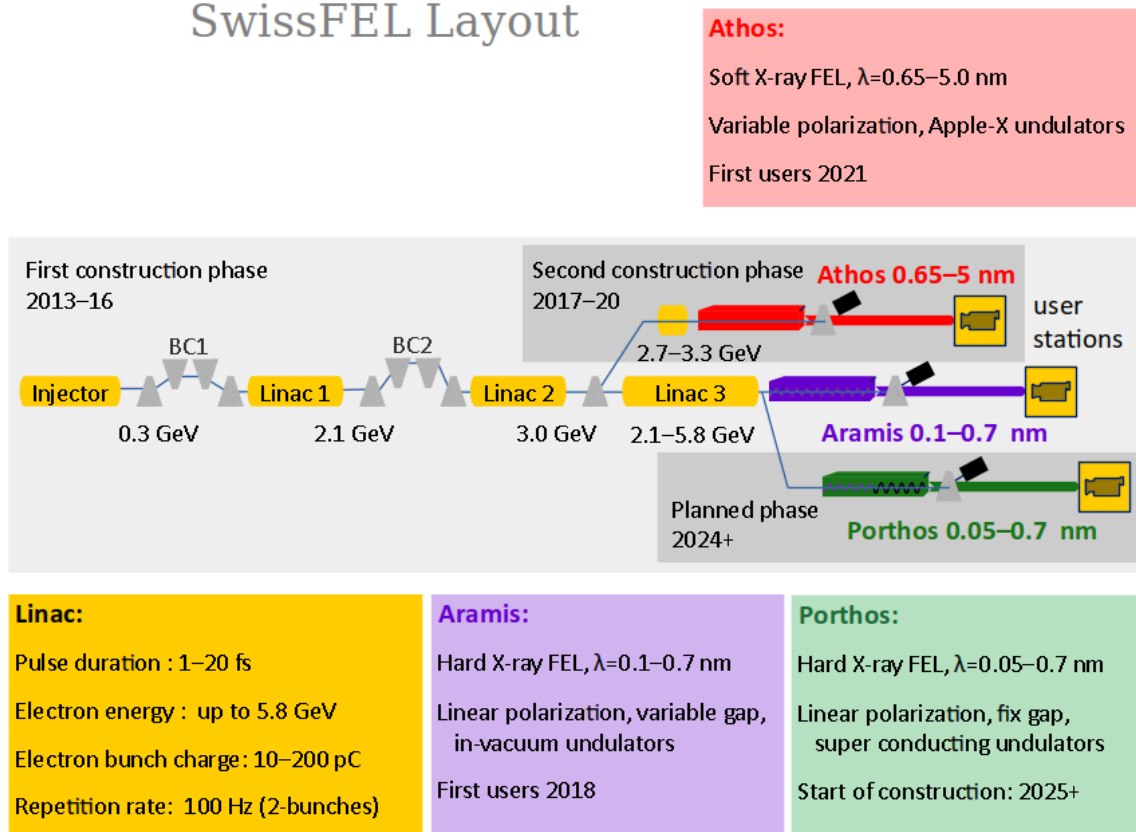 SwissFEL Layout
Athos:
Soft X-ray FEL, λ=0.65–5.0 nm
Variable polarization, Apple-X undulators
First users 2021
First construction phase
2013–16
Second construction phase
2017–20
Athos 0.65–5 nm
user
stations
BC1
BC2
2.7–3.3 GeV
Injector
Linac 1
Linac 2
Linac 3
0.3 GeV
2.1 GeV
3.0 GeV
2.1–5.8 GeV
Aramis 0.1–0.7 nm
Planned phase
2024+
Porthos 0.05–0.7 nm
Linac:
Pulse duration : 1–20 fs
Electron energy : up to 5.8 GeV
Electron bunch charge: 10–200 pC
Repetition rate: 100 Hz (2-bunches)
Aramis:
Hard X-ray FEL, λ=0.1–0.7 nm
Linear polarization, variable gap,
in-vacuum undulators
First users 2018
Porthos:
Hard X-ray FEL, λ=0.05–0.7 nm
Linear polarization, fix gap,
super conducting undulators
Start of construction: 2025+